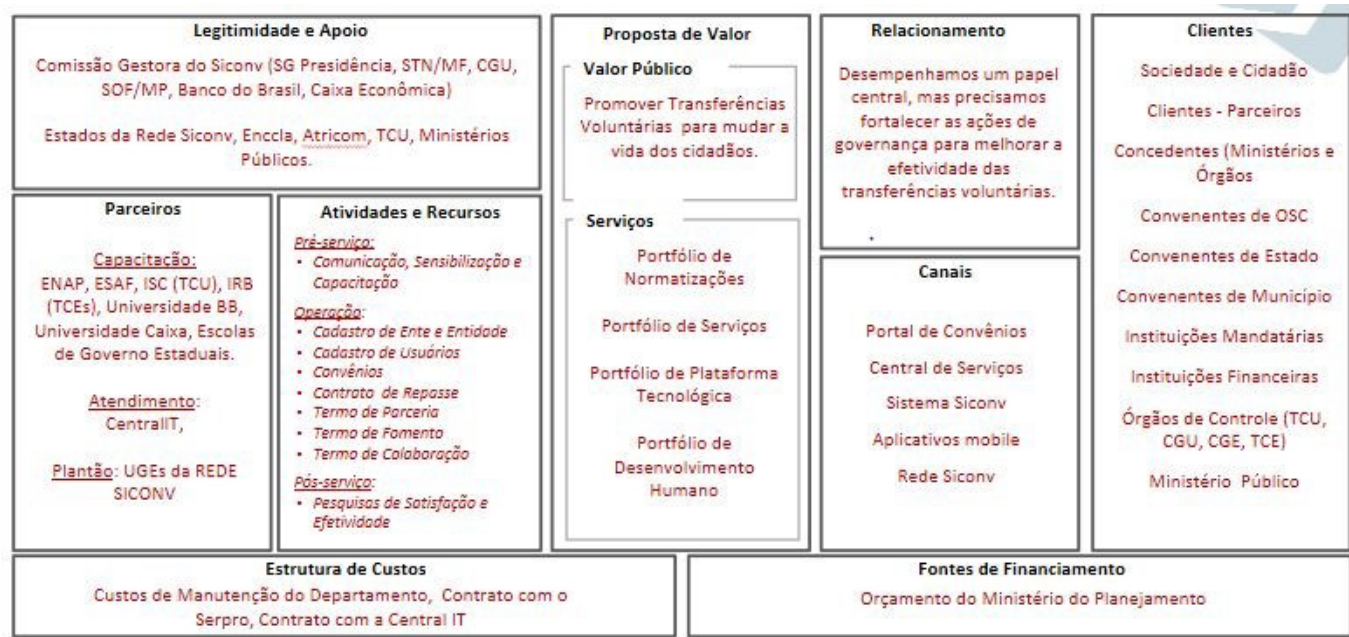 Legitimidade e Apoio
Comissão Gestora do Siconv (SG Presidência, STN/MF, CGU,
SOF/MP, Banco do Brasil, Caixa Econômica)
Estados da Rede Siconv, Enccla, Atricom, TCU, Ministérios
Públicos.
Parceiros
Capacitação:
ENAP, ESAF, ISC (TCU), IRB
(TCEs), Universidade BB,
Universidade Caixa, Escolas
de Governo Estaduais.
Atendimento:
CentralIT,
Plantão: UGEs da REDE
SICONV
Atividades e Recursos
Pré-serviço:
• Comunicação, Sensibilização e
Capacitação
Operação:
• Cadastro de Ente e Entidade
• Cadastro de Usuários
• Convênios
• Contrato de Repasse
• Termo de Parceria
• Termo de Fomento
• Termo de Colaboração
Pós-serviço:
• Pesquisas de Satisfação e
Efetividade
Proposta de Valor
Valor Público
Promover Transferências
Voluntárias para mudar a
vida dos cidadãos.
Serviços
Portfólio de
Normatizações
Portfólio de Serviços
Portfólio de Plataforma
Tecnológica
Portfólio de
Desenvolvimento
Humano
Relacionamento
Desempenhamos um papel
central, mas precisamos
fortalecer as ações de
governança para melhorar a
efetividade das
transferências voluntárias.
Canais
Portal de Convênios
Central de Serviços
Sistema Siconv
Aplicativos mobile
Rede Siconv
Clientes
Sociedade e Cidadão
Clientes - Parceiros
Concedentes (Ministérios e
Órgãos
Convenentes de OSC
Convenentes de Estado
Convenentes de Município
Instituições Mandatárias
Instituições Financeiras
Órgãos de Controle (TCU,
CGU, CGE, TCE)
Ministério Público
Estrutura de Custos
Custos de Manutenção do Departamento, Contrato com o
Serpro, Contrato com a Central IT
Fontes de Financiamento
Orçamento do Ministério do Planejamento